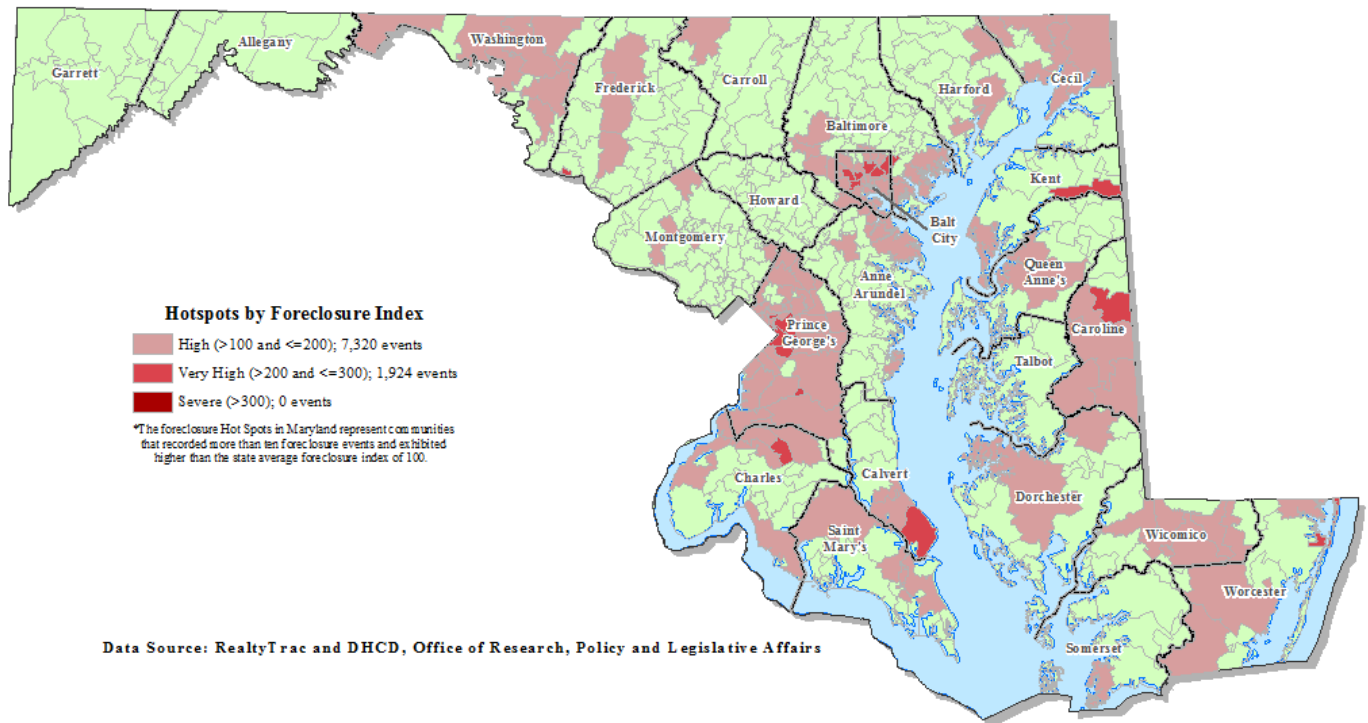 Garrett
Allegany
Washington
Frederick
Carroll
Harford
Cecil
Baltimore
Kent
Howard
Montgomery
Balt
City
Queen
Anne's
Anne
Arundel
Prince
George's
Caroline
Talbot
Hotspots by Foreclosure Index
High (>100 and <=200); 7,320 events
Very High (>200 and <=300); 1,924 events
Severe (>300); 0 events
*The foreclosure Hot Spots in Maryland represent communities
that recorded more than ten foreclosure events and exhibited
higher than the state average foreclosure index of 100.
Charles
Calvert
Dorchester
Saint
Mary's
Wicomico
Worcester
Somerset
Data Source: RealtyTrac and DHCD, Office of Research, Policy and Legislative Affairs